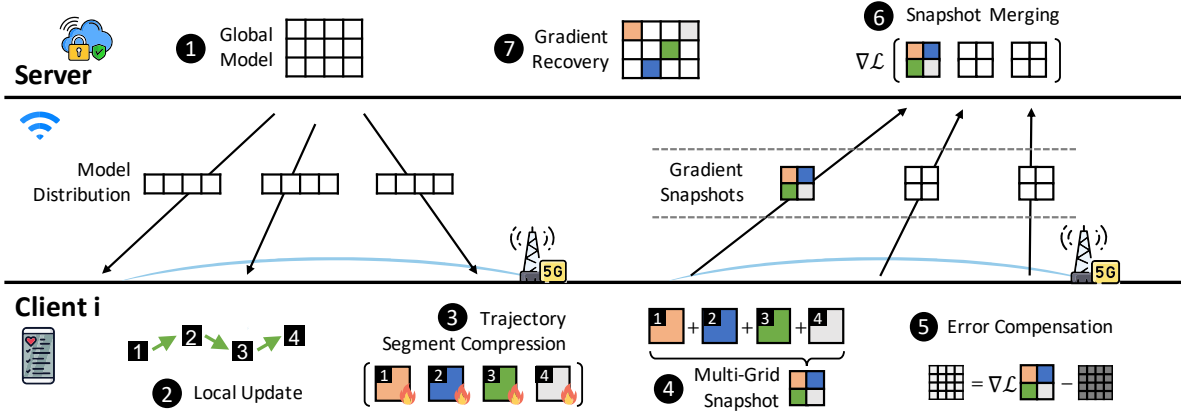 Server
1 Global
Model
7 Gradient
Recovery
6 Snapshot Merging
∇ℒ
Model
Distribution
Gradient
Snapshots
5G
5G
Client i
1 2 3 4
2 Local Update
3 Trajectory
Segment Compression
1 2 3 4
1 + 2 + 3 + 4
4 Multi-Grid
Snapshot
5 Error Compensation
= ∇ℒ −